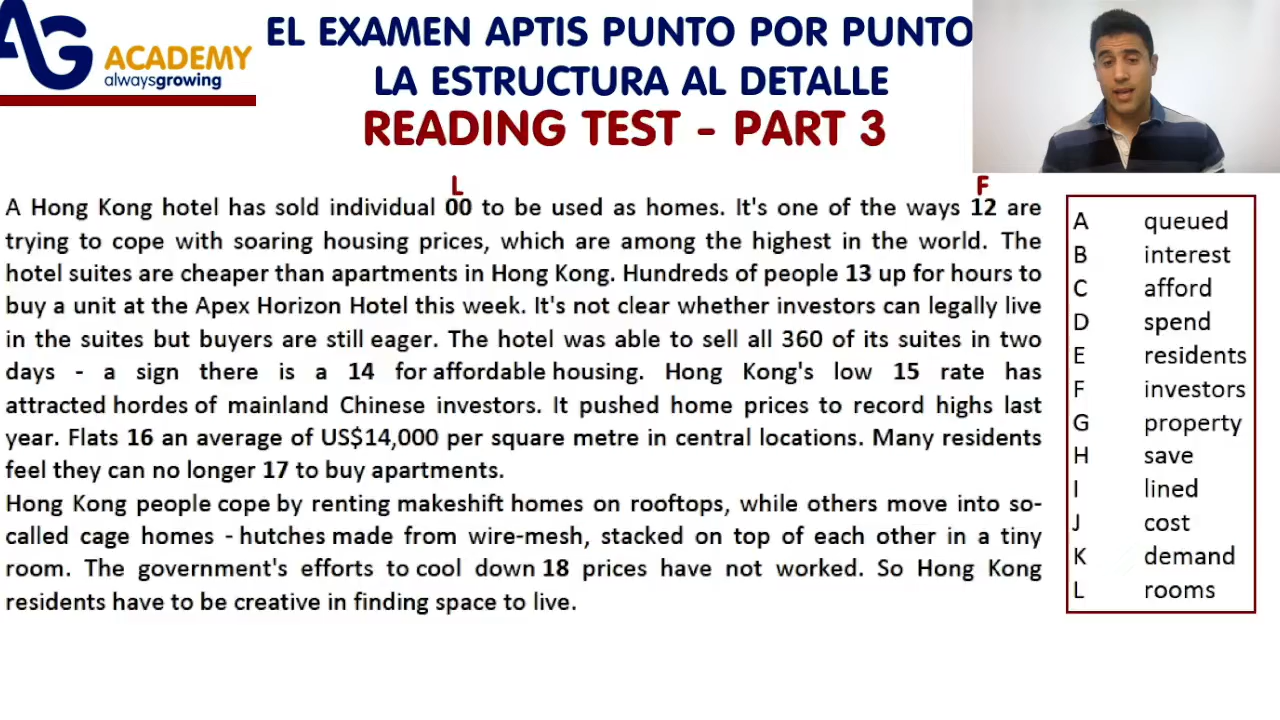 AG
ACADEMY
alwaysgrowing
EL EXAMEN APTIS PUNTO POR PUNTO
LA ESTRUCTURA AL DETALLE
READING TEST - PART 3
L
F
A Hong Kong hotel has sold individual 00 to be used as homes. It's one of the ways 12 are
trying to cope with soaring housing prices, which are among the highest in the world. The
hotel suites are cheaper than apartments in Hong Kong. Hundreds of people 13 up for hours to
buy a unit at the Apex Horizon Hotel this week. It's not clear whether investors can legally live
in the suites but buyers are still eager. The hotel was able to sell all 360 of its suites in two
days - a sign there is a 14 for affordable housing. Hong Kong's low 15 rate has
attracted hordes of mainland Chinese investors. It pushed home prices to record highs last
year. Flats 16 an average of US$14,000 per square metre in central locations. Many residents
feel they can no longer 17 to buy apartments.
Hong Kong people cope by renting makeshift homes on rooftops, while others move into so-
called cage homes - hutches made from wire-mesh, stacked on top of each other in a tiny
room. The government's efforts to cool down 18 prices have not worked. So Hong Kong
residents have to be creative in finding space to live.
A queued
B interest
C afford
D spend
E residents
F investors
G property
H save
I lined
J cost
K demand
L rooms